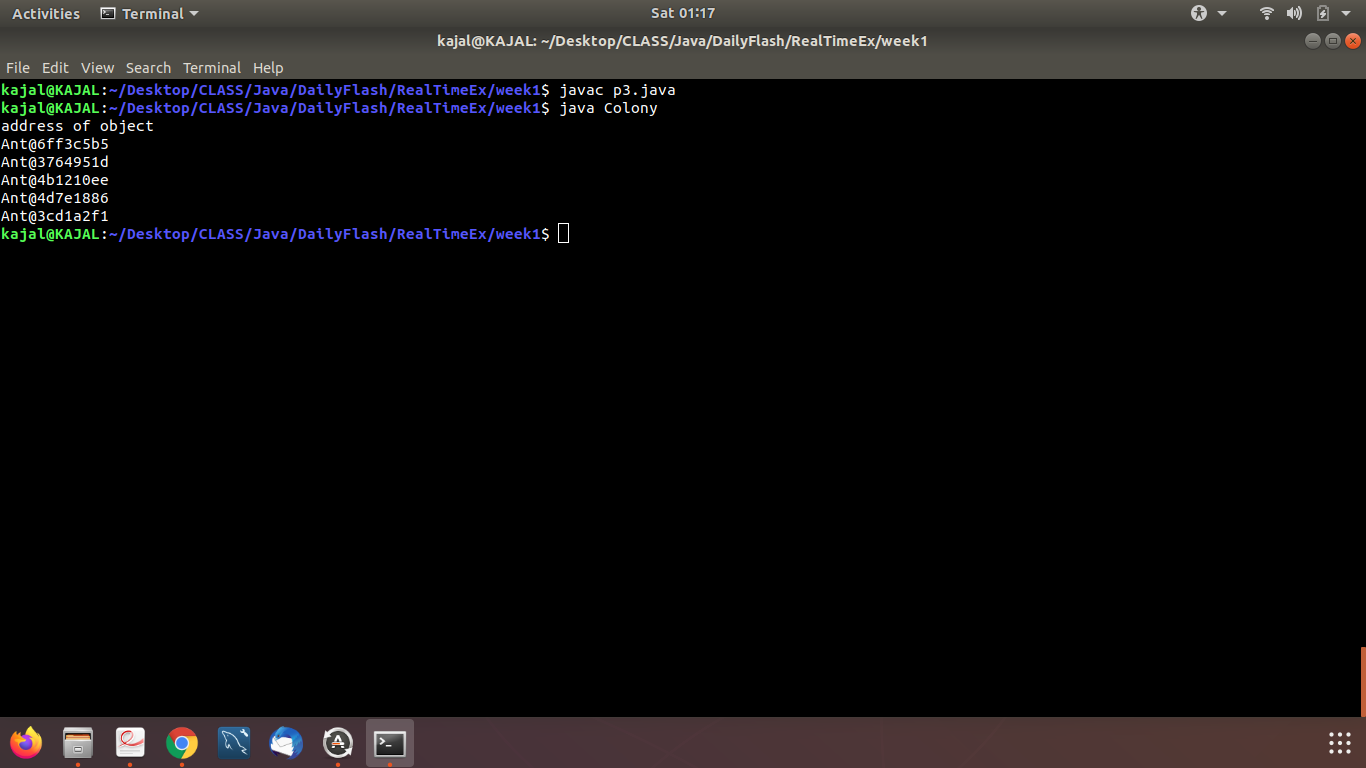 Activities Terminal Sat 01:17
kajal@KAJAL: ~/Desktop/CLASS/Java/DailyFlash/RealTimeEx/week1
File Edit View Search Terminal Help
kajal@KAJAL:~/Desktop/CLASS/Java/DailyFlash/RealTimeEx/week1$ javac p3.java
kajal@KAJAL:~/Desktop/CLASS/Java/DailyFlash/RealTimeEx/week1$ java Colony
address of object
Ant@6ff3c5b5
Ant@3764951d
Ant@4b1210ee
Ant@4d7e1886
Ant@3cd1a2f1
kajal@KAJAL:~/Desktop/CLASS/Java/DailyFlash/RealTimeEx/week1$